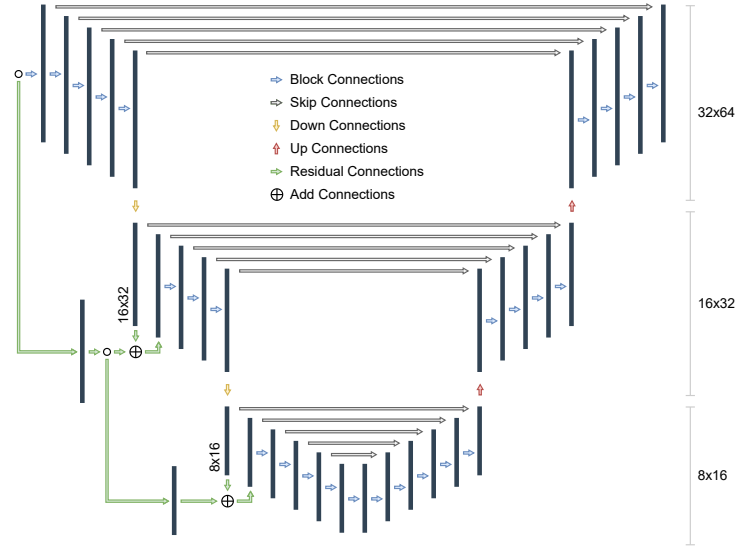 Block Connections
Skip Connections
Down Connections
Up Connections
Residual Connections
Add Connections
32x64
16x32
16x32
8x16
8x16